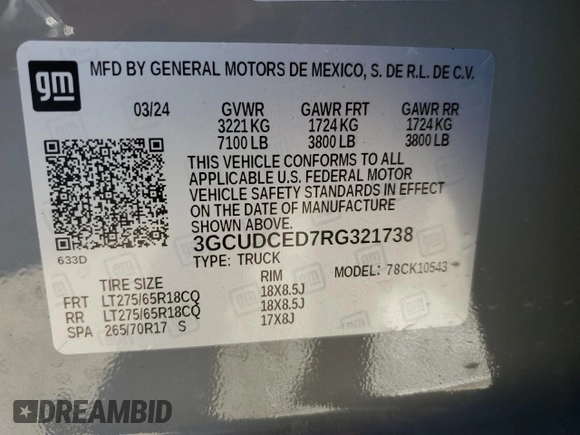 gm
MFD BY GENERAL MOTORS DE MEXICO, S. DE R.L. DE C.V.
03/24 GVWR GAWR FRT GAWR RR
3221 KG 1724 KG 1724 KG
7100 LB 3800 LB 3800 LB
THIS VEHICLE CONFORMS TO ALL
APPLICABLE U.S. FEDERAL MOTOR
VEHICLE SAFETY STANDARDS IN EFFECT
ON THE DATE OF MANUFACTURE
SHOWN ABOVE.
633D 3GCUDCED7RG321738
TYPE: TRUCK MODEL: 78CK10543
TIRE SIZE RIM
FRT LT275/65R18CQ 18X8.5J
RR LT275/65R18CQ 18X8.5J
SPA 265/70R17 S 17X8J
DREAMBID